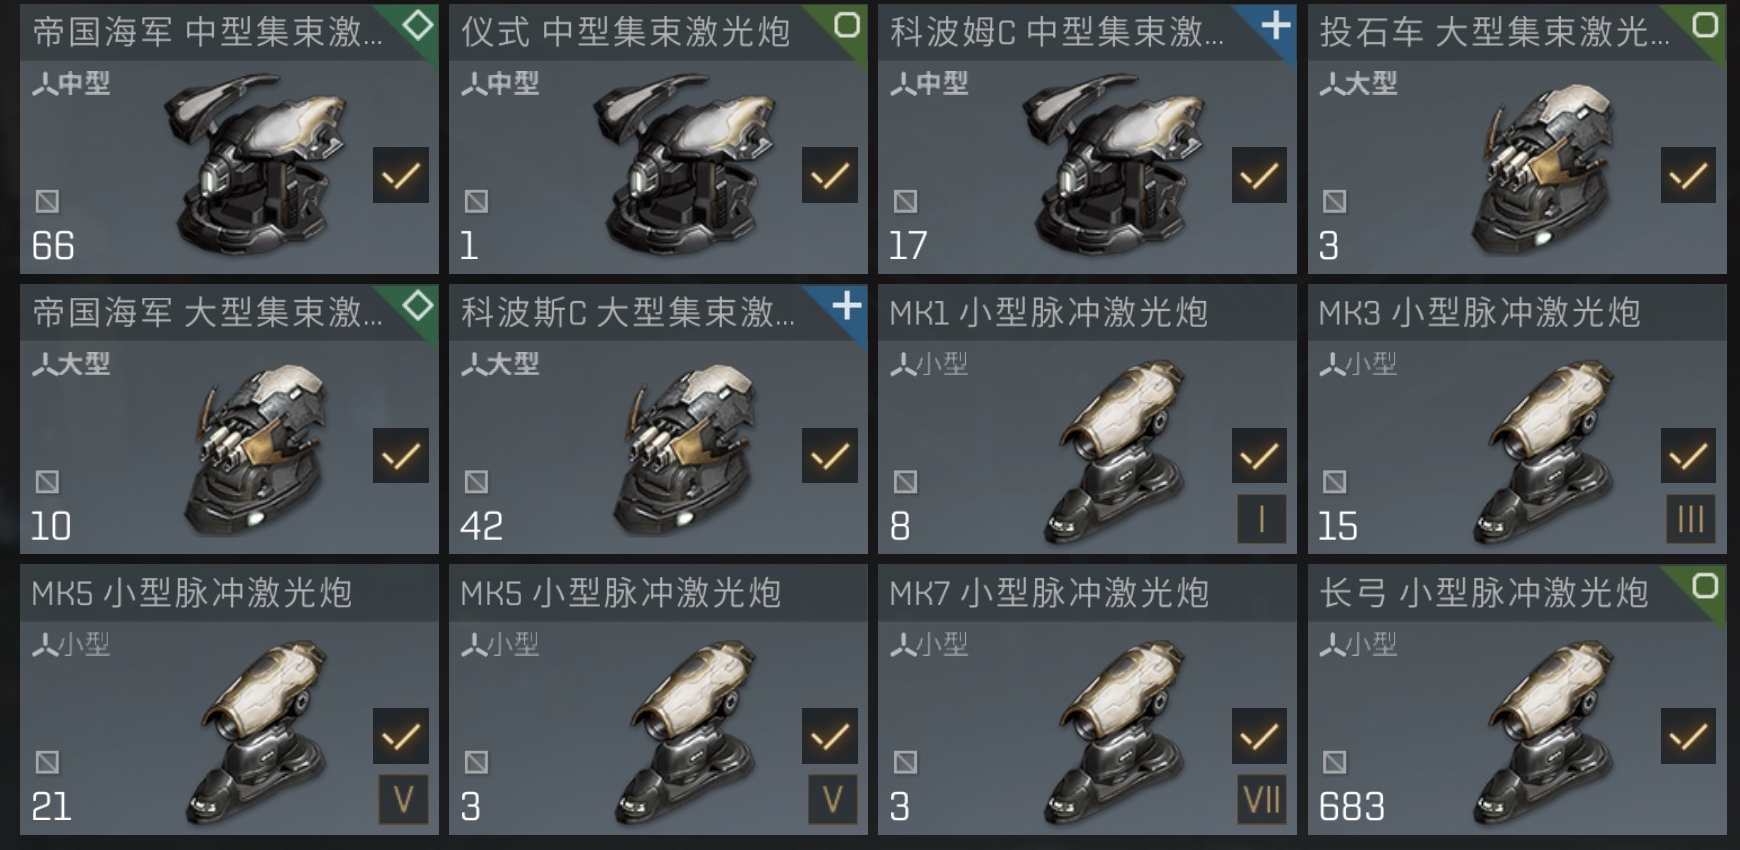 帝国海军 中型集束激...
中型
66
仪式 中型集束激光炮
中型
1
科波姆C 中型集束激...
中型
17
投石车 大型集束激光...
大型
3
帝国海军 大型集束激...
大型
10
科波斯C 大型集束激...
大型
42
MK1 小型脉冲激光炮
小型
8
I
MK3 小型脉冲激光炮
小型
15
III
MK5 小型脉冲激光炮
小型
21
V
MK5 小型脉冲激光炮
小型
3
V
MK7 小型脉冲激光炮
小型
3
VII
长弓 小型脉冲激光炮
小型
683